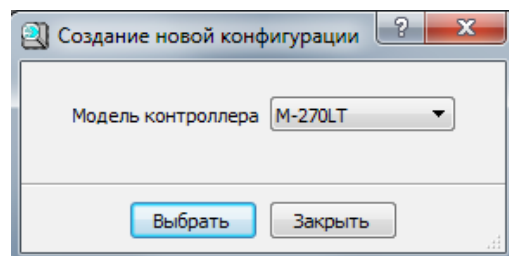 Создание новой конфигурации
Модель контроллера M-270LT
Выбрать Закрыть